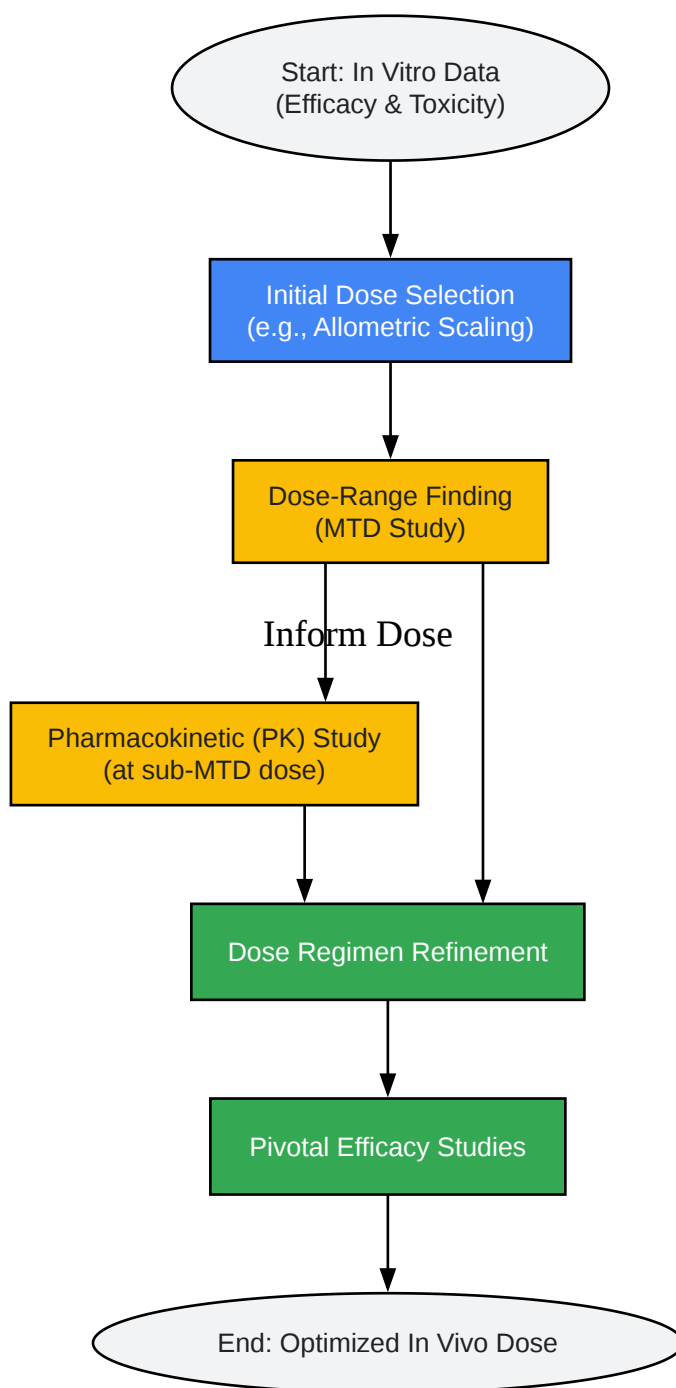 Start: In Vitro Data
(Efficacy & Toxicity)
Initial Dose Selection
(e.g., Allometric Scaling)
Dose-Range Finding
(MTD Study)
Inform Dose
Pharmacokinetic (PK) Study
(at sub-MTD dose)
Dose Regimen Refinement
Pivotal Efficacy Studies
End: Optimized In Vivo Dose